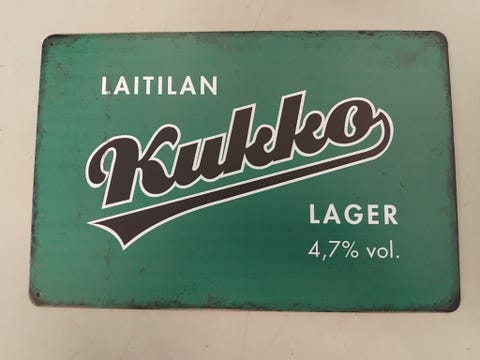 LAITILAN
Kukko
LAGER
4,7% vol.